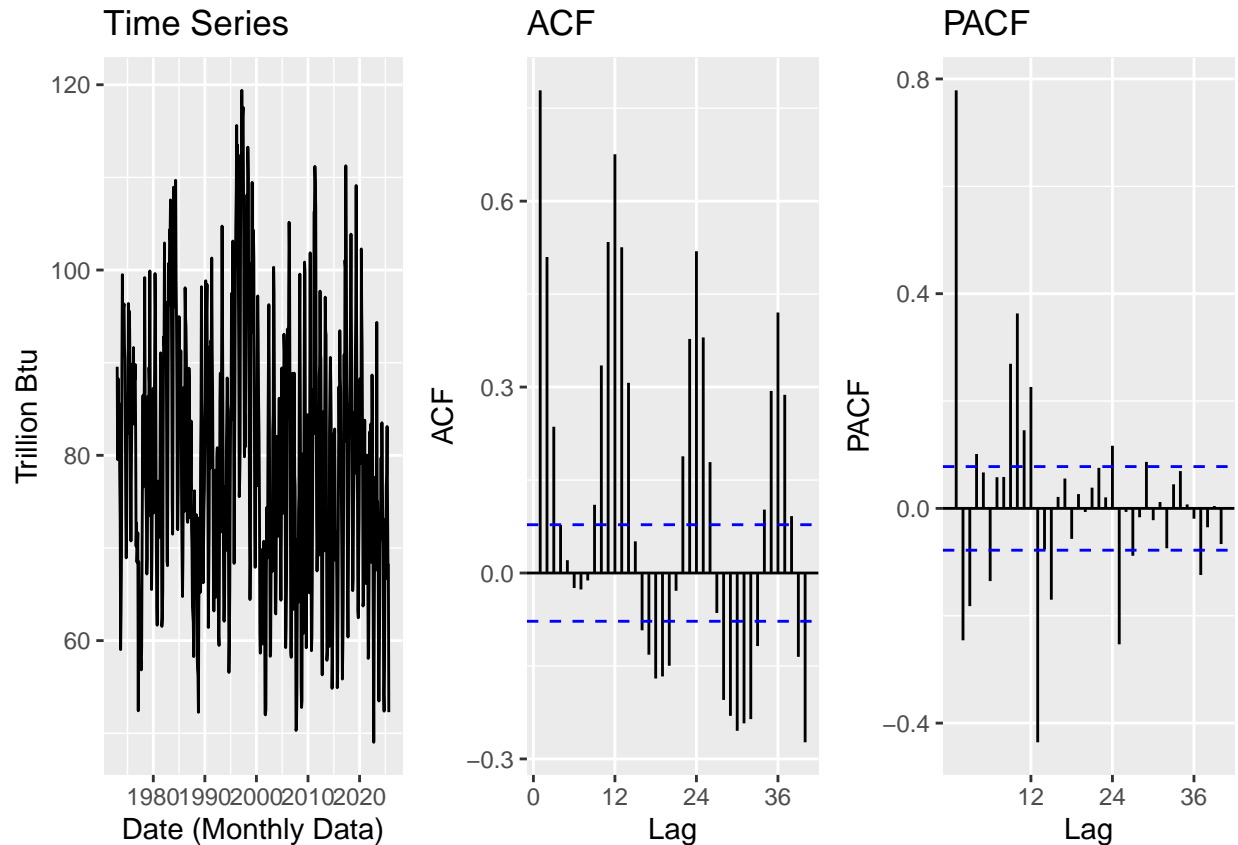 Time Series
Trillion Btu
120
100
80
60
1980 1990 2000 2010 2020
Date (Monthly Data)
ACF
ACF
0.6
0.3
0.0
−0.3
0 12 24 36
Lag
PACF
PACF
0.8
0.4
0.0
−0.4
12 24 36
Lag